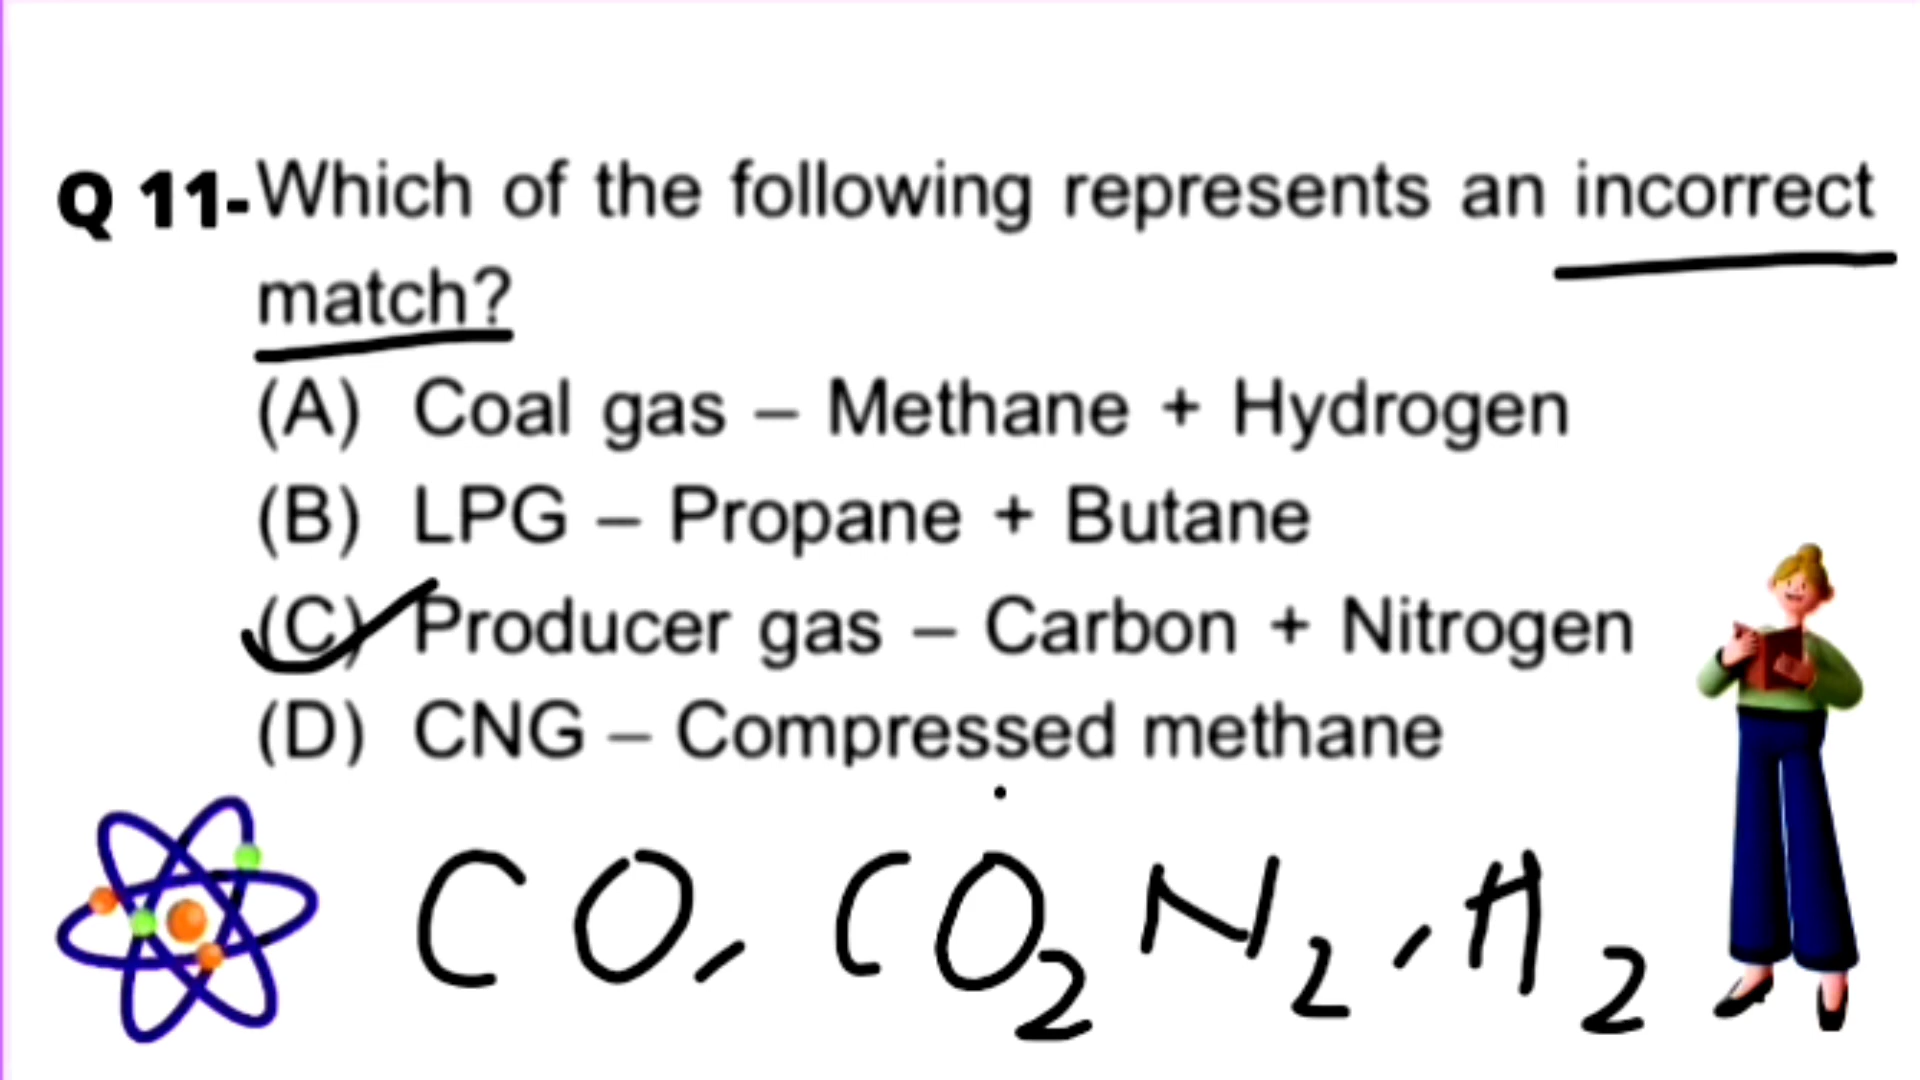 Q 11-Which of the following represents an incorrect
match?
(A) Coal gas – Methane + Hydrogen
(B) LPG – Propane + Butane
(C) Producer gas – Carbon + Nitrogen
(D) CNG – Compressed methane
CO, CO₂ N₂, H₂